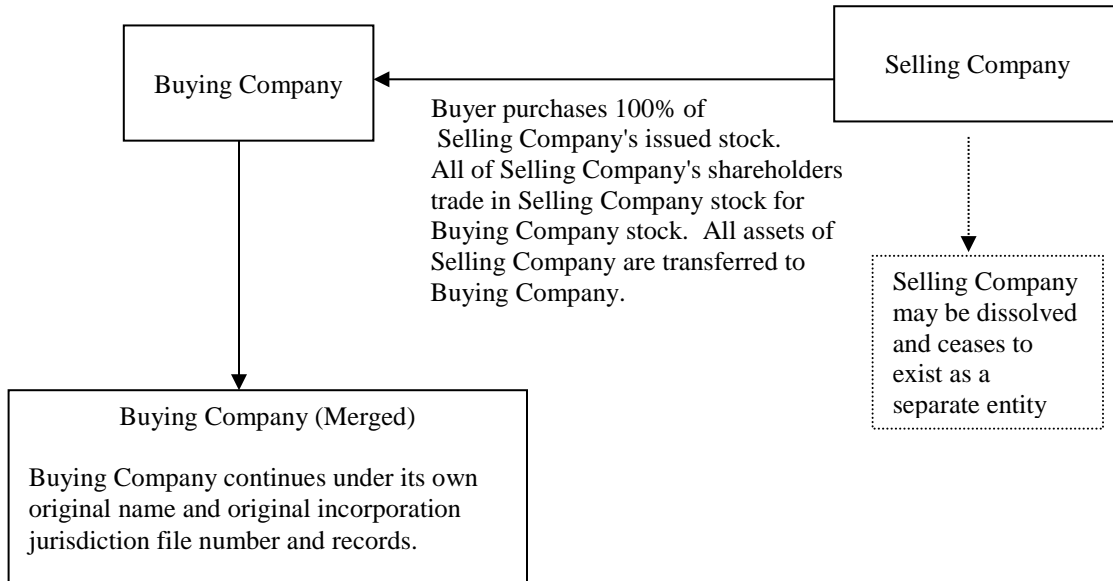 Buying Company
Selling Company
Buyer purchases 100% of
Selling Company's issued stock.
All of Selling Company's shareholders
trade in Selling Company stock for
Buying Company stock.  All assets of
Selling Company are transferred to
Buying Company.
Selling Company
may be dissolved
and ceases to
exist as a
separate entity
Buying Company (Merged)
Buying Company continues under its own
original name and original incorporation
jurisdiction file number and records.